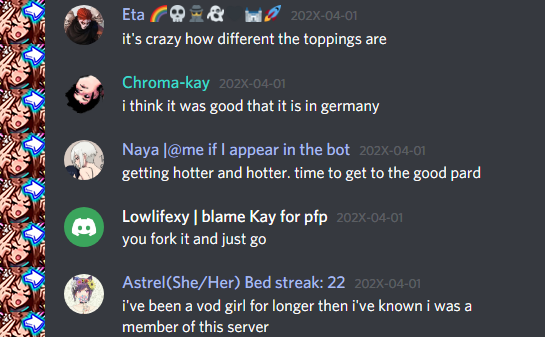 Eta 🌈💀🕵️👻🏰🚀 202X-04-01
it's crazy how different the toppings are
Chroma-kay 202X-04-01
i think it was good that it is in germany
Naya |@me if I appear in the bot 202X-04-01
getting hotter and hotter. time to get to the good pard
Lowlifexy | blame Kay for pfp 202X-04-01
you fork it and just go
Astrel(She/Her) Bed streak: 22 202X-04-01
i've been a vod girl for longer then i've known i was a
member of this server